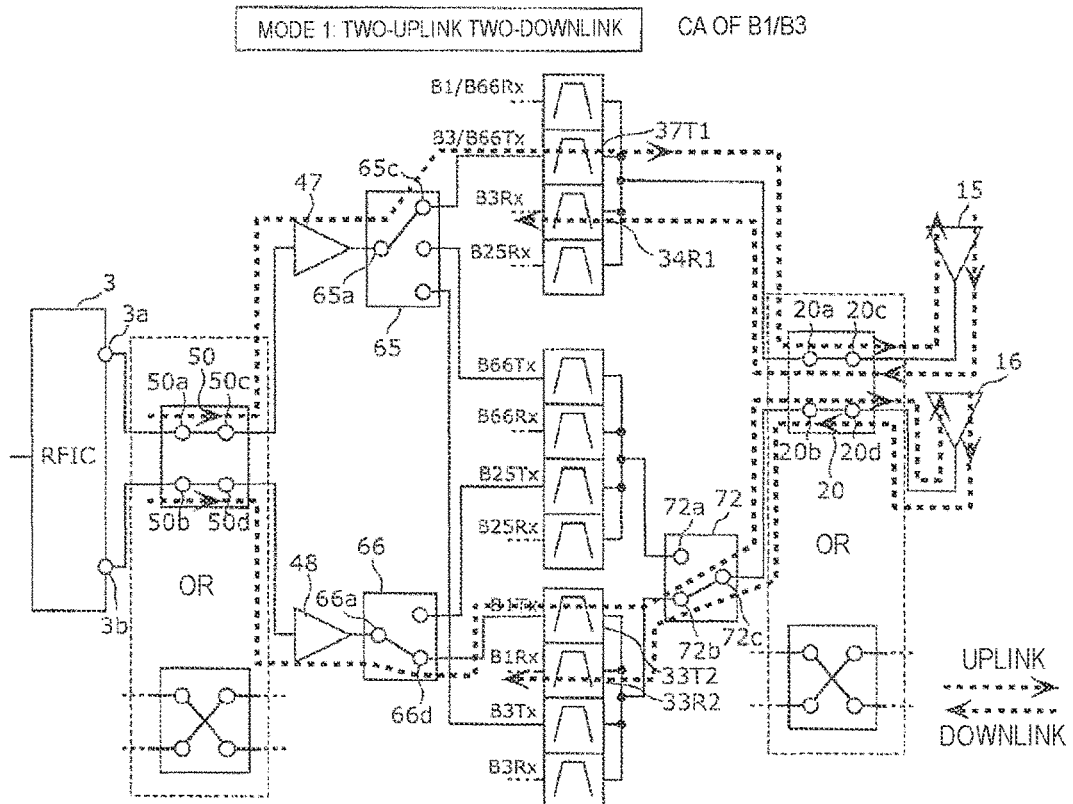 MODE 1: TWO-UPLINK TWO-DOWNLINK
CA OF B1/B3
B1/B66Rx
B3/B66Tx
37T1
65c
47
B3Rx
15
34R1
B25Rx
3
3a
65a
65
20a
20c
50
50a
50c
B66Tx
16
RFIC
B66Rx
20b
20d
20
50b
50d
B25Tx
72a
72
OR
B25Rx
OR
48
66
66a
B1Tx
3b
72b
72c
B1Rx
33T2
66d
33R2
UPLINK
B3Tx
DOWNLINK
B3Rx